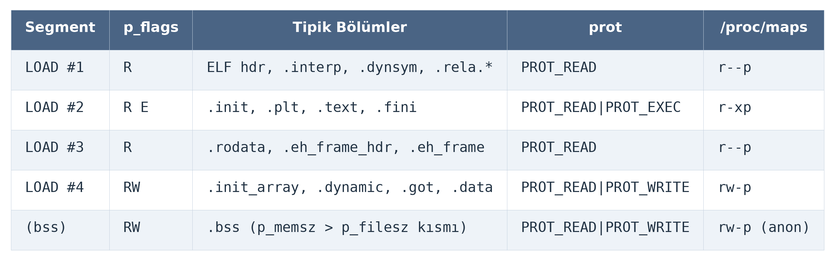 Segment p_flags Tipik Bölümler prot /proc/maps
LOAD #1 R ELF hdr, .interp, .dynsym, .rela.* PROT_READ r--p
LOAD #2 R E .init, .plt, .text, .fini PROT_READ|PROT_EXEC r-xp
LOAD #3 R .rodata, .eh_frame_hdr, .eh_frame PROT_READ r--p
LOAD #4 RW .init_array, .dynamic, .got, .data PROT_READ|PROT_WRITE rw-p
(bss) RW .bss (p_memsz > p_filesz kısmı) PROT_READ|PROT_WRITE rw-p (anon)